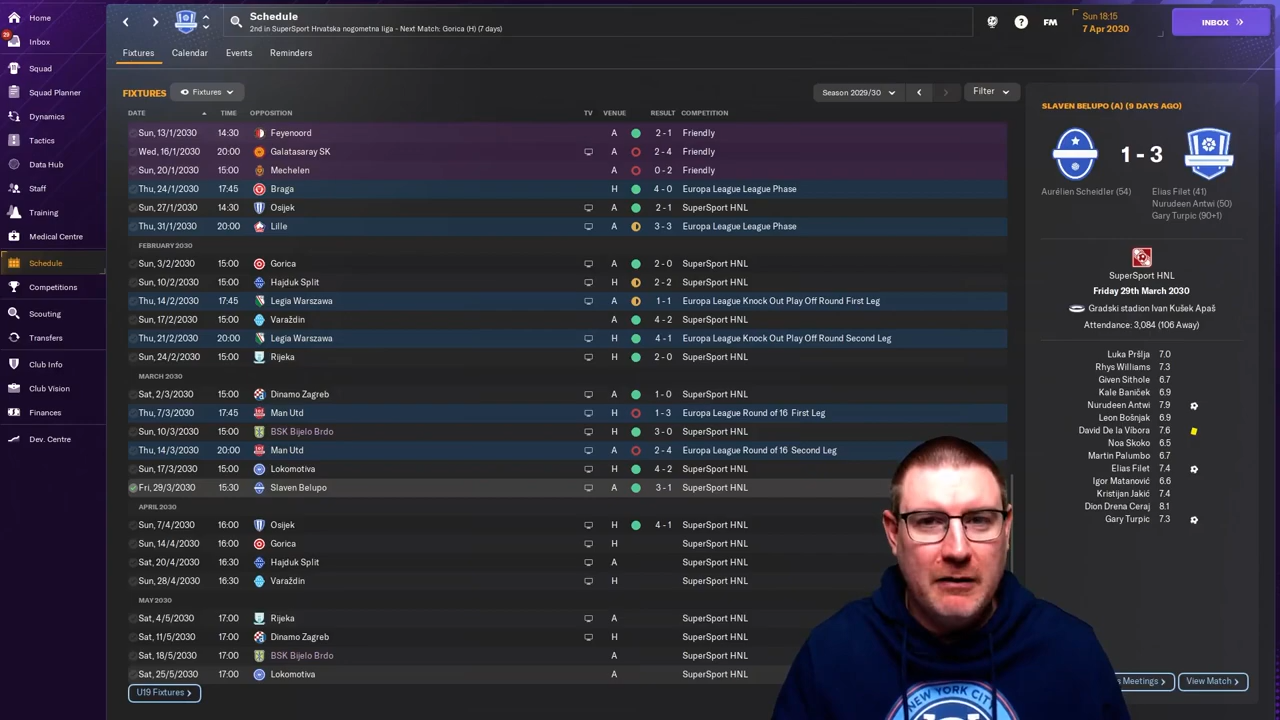 Home
29
Inbox
Squad
Squad Planner
Dynamics
Tactics
Data Hub
Staff
Training
Medical Centre
Schedule
Competitions
Scouting
Transfers
Club Info
Club Vision
Finances
Dev. Centre
Schedule
2nd in SuperSport Hrvatska nogometna liga - Next Match: Gorica (H) (7 days)
?
FM
Sun 18:15
7 Apr 2030
INBOX
Fixtures Calendar Events Reminders
FIXTURES Fixtures Season 2029/30 Filter
DATE TIME OPPOSITION TV VENUE RESULT COMPETITION
Sun, 13/1/2030 14:30 Feyenoord A 2 - 1 Friendly
Wed, 16/1/2030 20:00 Galatasaray SK A 2 - 4 Friendly
Sun, 20/1/2030 15:00 Mechelen A 0 - 2 Friendly
Thu, 24/1/2030 17:45 Braga H 4 - 0 Europa League League Phase
Sun, 27/1/2030 14:30 Osijek A 2 - 1 SuperSport HNL
Thu, 31/1/2030 20:00 Lille A 3 - 3 Europa League League Phase
FEBRUARY 2030
Sun, 3/2/2030 15:00 Gorica A 2 - 0 SuperSport HNL
Sun, 10/2/2030 15:00 Hajduk Split H 2 - 2 SuperSport HNL
Thu, 14/2/2030 17:45 Legia Warszawa A 1 - 1 Europa League Knock Out Play Off Round First Leg
Sun, 17/2/2030 15:00 Varaždin A 4 - 2 SuperSport HNL
Thu, 21/2/2030 20:00 Legia Warszawa H 4 - 1 Europa League Knock Out Play Off Round Second Leg
Sun, 24/2/2030 15:00 Rijeka H 2 - 0 SuperSport HNL
MARCH 2030
Sat, 2/3/2030 15:00 Dinamo Zagreb A 1 - 0 SuperSport HNL
Thu, 7/3/2030 17:45 Man Utd H 1 - 3 Europa League Round of 16 First Leg
Sun, 10/3/2030 15:00 BSK Bijelo Brdo H 3 - 0 SuperSport HNL
Thu, 14/3/2030 20:00 Man Utd A 2 - 4 Europa League Round of 16 Second Leg
Sun, 17/3/2030 15:00 Lokomotiva H 4 - 2 SuperSport HNL
Fri, 29/3/2030 15:30 Slaven Belupo A 3 - 1 SuperSport HNL
APRIL 2030
Sun, 7/4/2030 16:00 Osijek H 4 - 1 SuperSport HNL
Sun, 14/4/2030 16:00 Gorica H SuperSport HNL
Sat, 20/4/2030 16:30 Hajduk Split A SuperSport HNL
Sun, 28/4/2030 16:30 Varaždin H SuperSport HNL
MAY 2030
Sat, 4/5/2030 17:00 Rijeka A SuperSport HNL
Sat, 11/5/2030 17:00 Dinamo Zagreb H SuperSport HNL
Sat, 18/5/2030 17:00 BSK Bijelo Brdo A SuperSport HNL
Sat, 25/5/2030 17:00 Lokomotiva A SuperSport HNL
U19 Fixtures
SLAVEN BELUPO (A) (9 DAYS AGO)
1 - 3
Aurélien Scheidler (54) Elias Filet (41)
Nurudeen Antwi (50)
Gary Turpic (90+1)
SuperSport HNL
Friday 29th March 2030
Gradski stadion Ivan Kušek Apaš
Attendance: 3,084 (106 Away)
Luka Pršlja 7.0
Rhys Williams 7.3
Given Sithole 6.7
Kale Baniček 6.9
Nurudeen Antwi 7.9
Leon Bošnjak 6.9
David De la Víbora 7.6
Noa Skoko 6.5
Martin Palumbo 6.7
Elias Filet 7.4
Igor Matanović 6.6
Kristijan Jakić 7.4
Dion Drena Ceraj 8.1
Gary Turpic 7.3
Meetings View Match
NEW YORK CITY